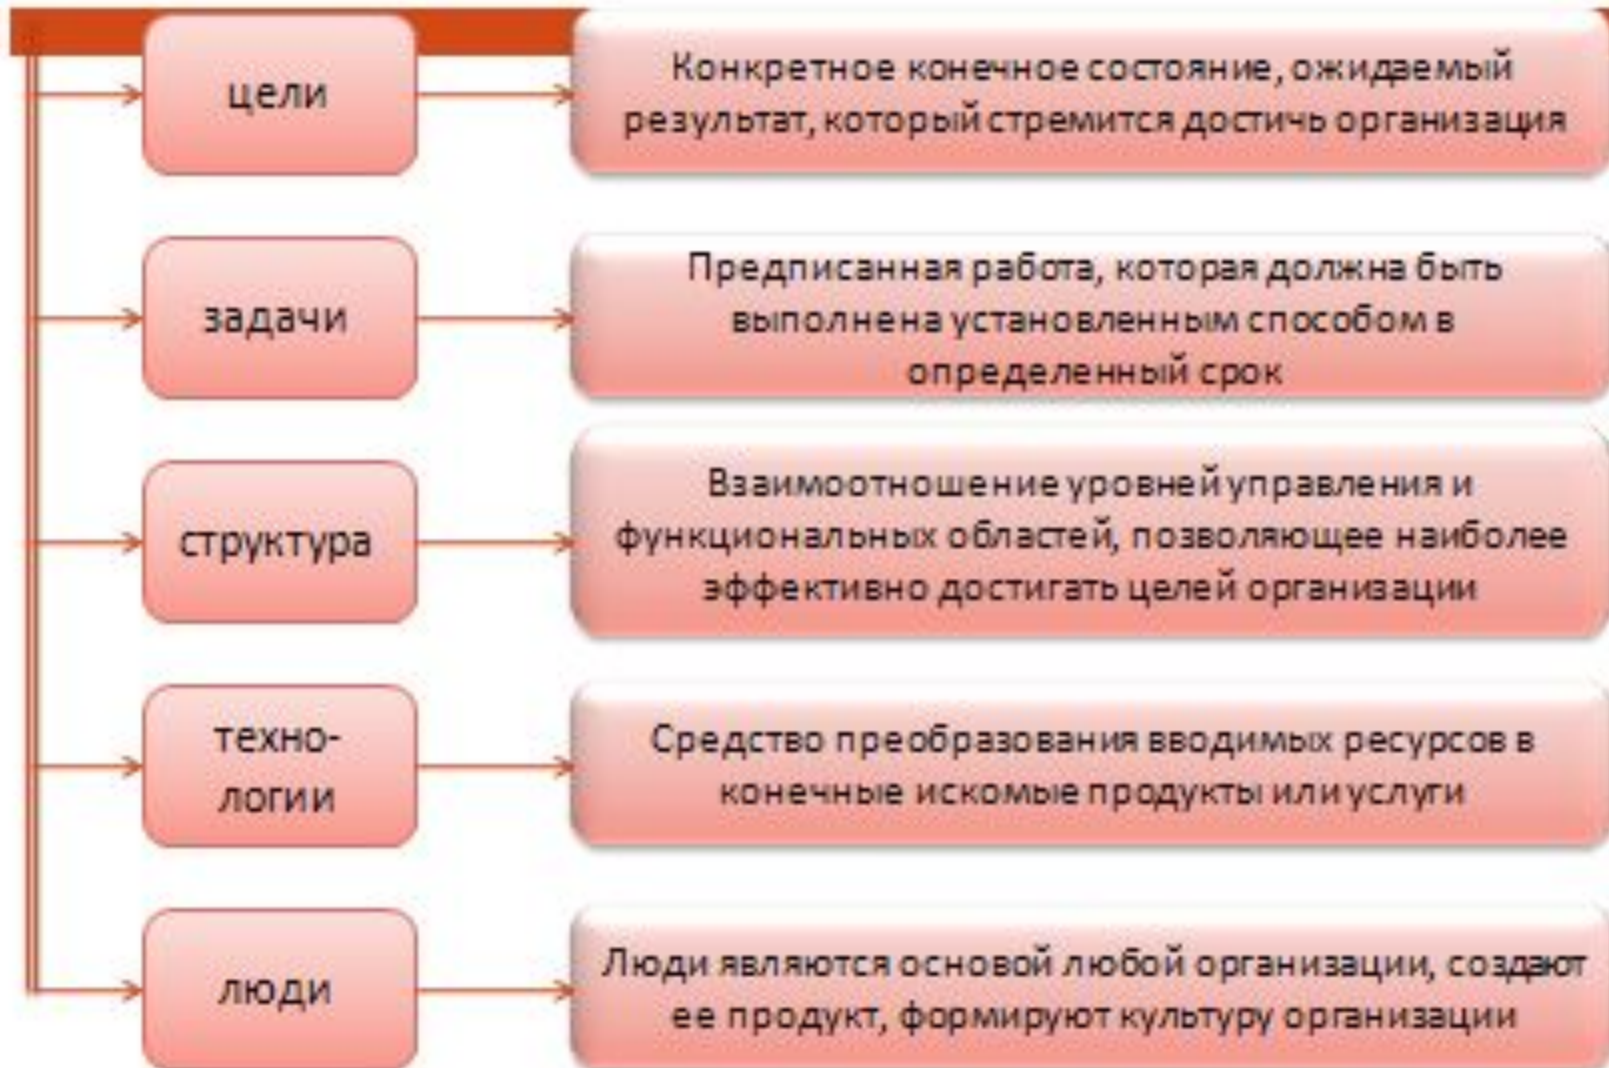 цели
Конкретное конечное состояние, ожидаемый
результат, который стремится достичь организация
задачи
Предписанная работа, которая должна быть
выполнена установленным способом в
определенный срок
структура
Взаимоотношение уровней управления и
функциональных областей, позволяющее наиболее
эффективно достигать целей организации
техно-
логии
Средство преобразования вводимых ресурсов в
конечные искомые продукты или услуги
люди
Люди являются основой любой организации, создают
ее продукт, формируют культуру организации